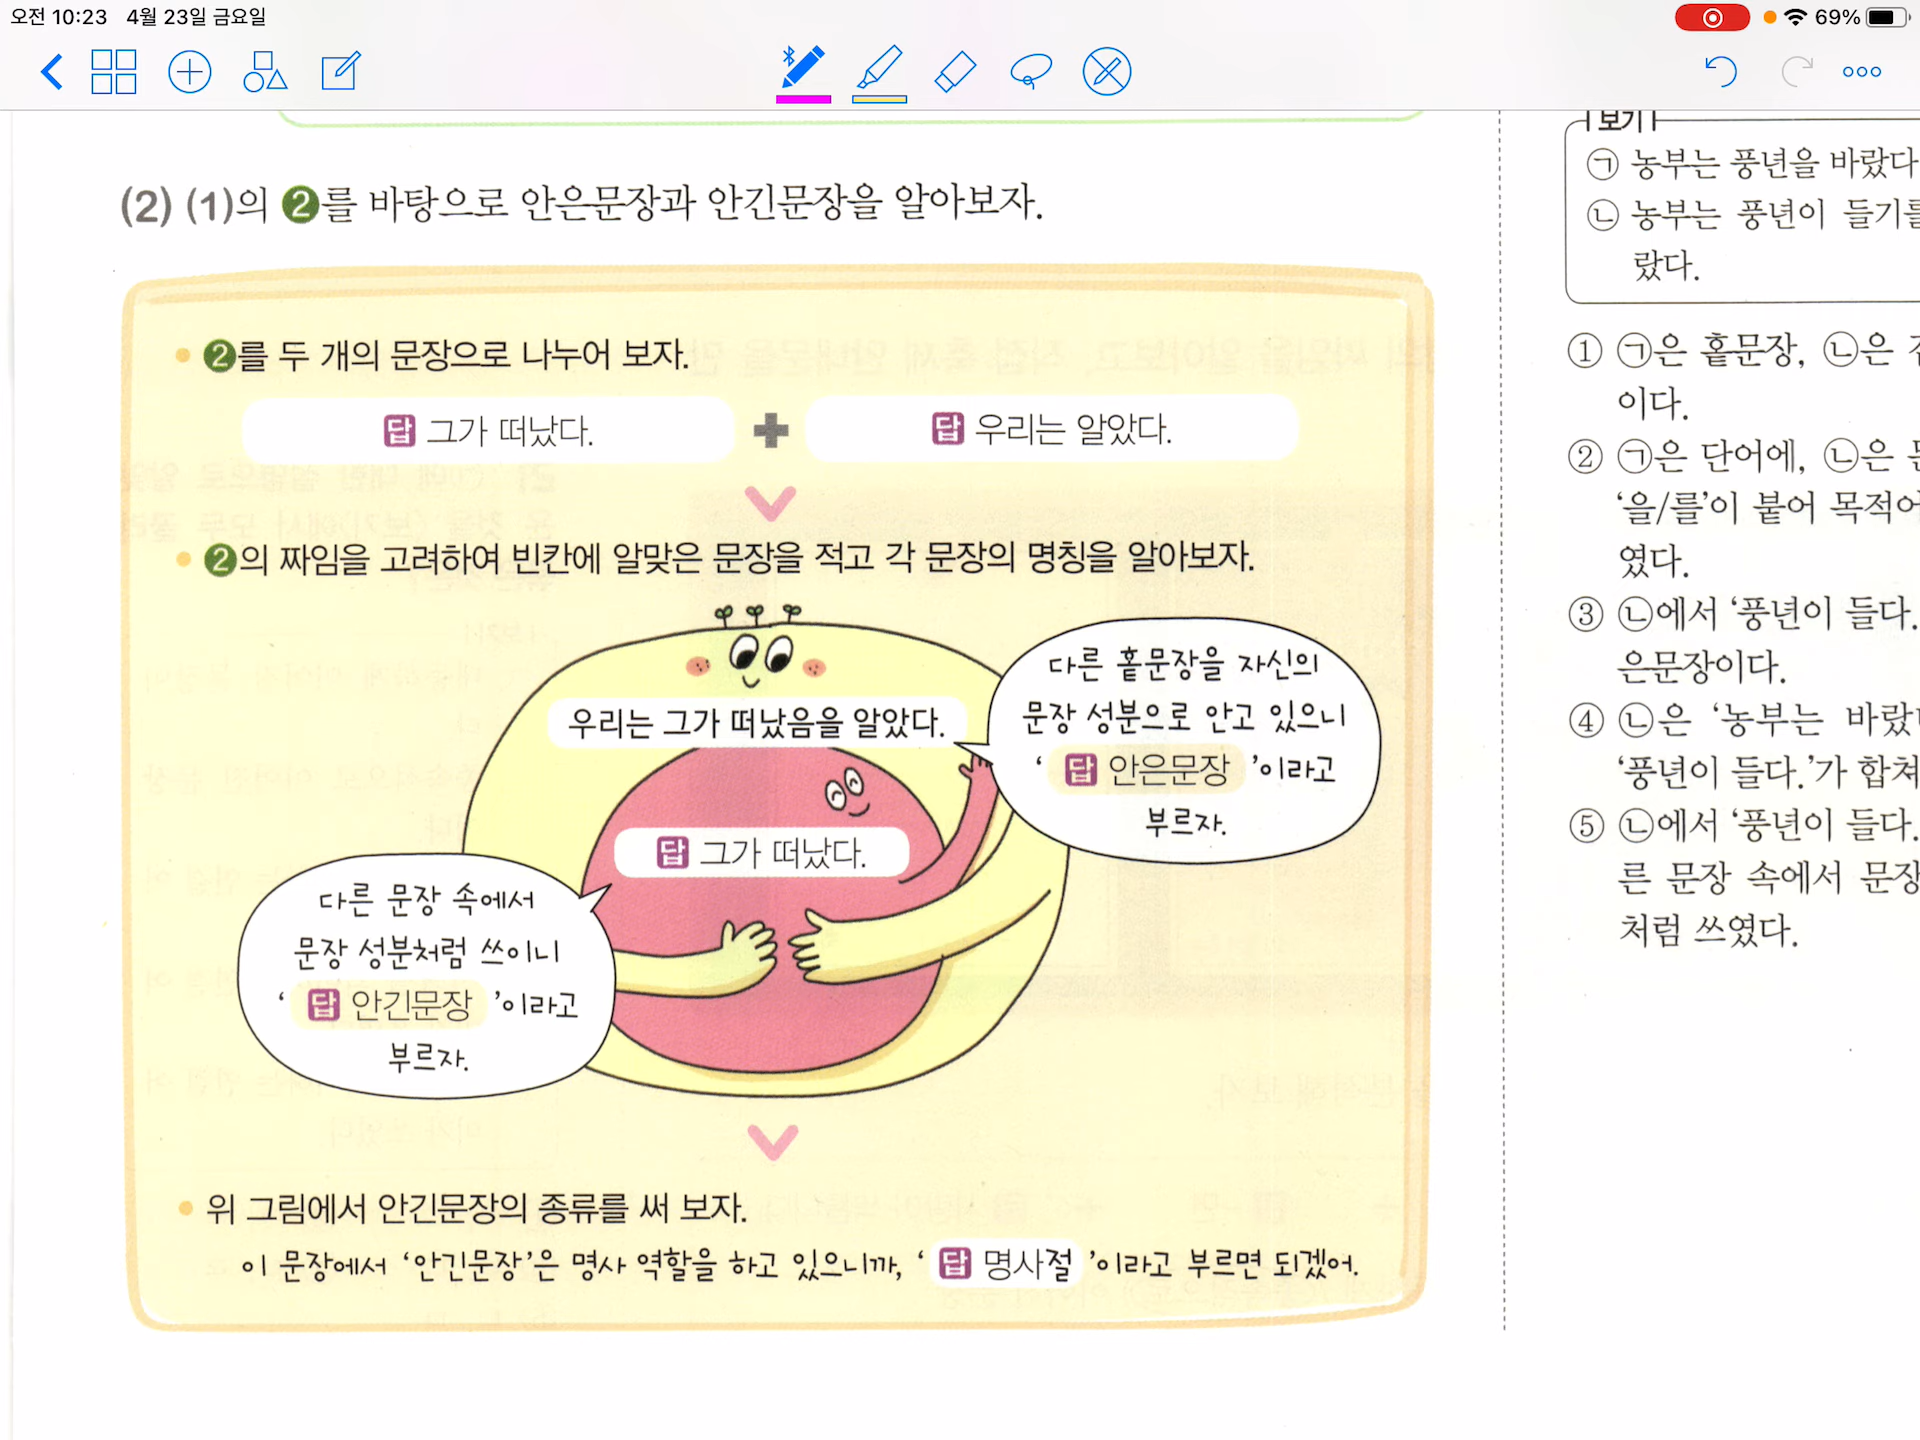 오전 10:23 4월 23일 금요일
69%
(2) (1)의 2를 바탕으로 안은문장과 안긴문장을 알아보자.
2를 두 개의 문장으로 나누어 보자.
답 그가 떠났다. + 답 우리는 알았다.
2의 짜임을 고려하여 빈칸에 알맞은 문장을 적고 각 문장의 명칭을 알아보자.
우리는 그가 떠났음을 알았다.
다른 홑문장을 자신의
문장 성분으로 안고 있으니
‘ 답 안은문장 ’이라고
부르자.
답 그가 떠났다.
다른 문장 속에서
문장 성분처럼 쓰이니
‘ 답 안긴문장 ’이라고
부르자.
위 그림에서 안긴문장의 종류를 써 보자.
이 문장에서 ‘안긴문장’은 명사 역할을 하고 있으니까, ‘ 답 명사절 ’이라고 부르면 되겠어.
보기
㉠ 농부는 풍년을 바랐다
㉡ 농부는 풍년이 들기를
랐다.
① ㉠은 홑문장, ㉡은
이다.
② ㉠은 단어에, ㉡은
‘을/를’이 붙어 목적어
였다.
③ ㉡에서 ‘풍년이 들다.
은문장이다.
④ ㉡은 ‘농부는 바랐
‘풍년이 들다.’가 합쳐
⑤ ㉡에서 ‘풍년이 들다.
른 문장 속에서 문장
처럼 쓰였다.